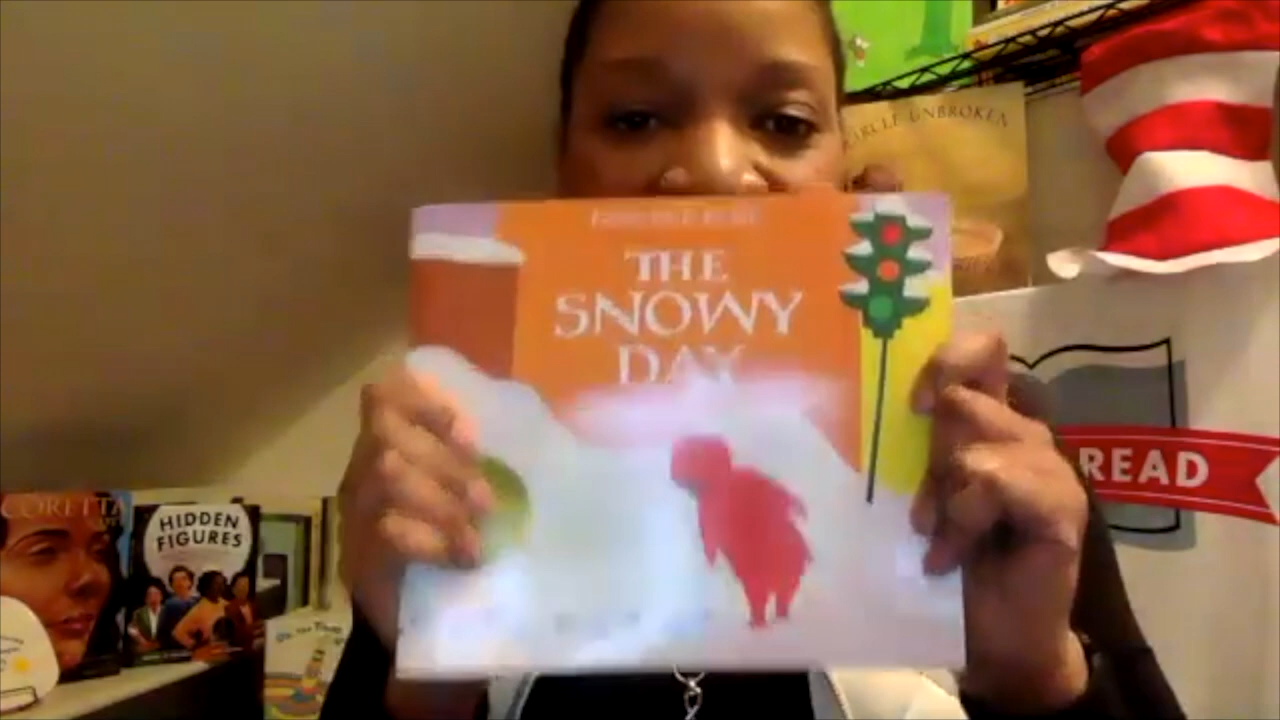 THE
SNOWY
DAY
CIRCLE UNBROKEN
READ
CORETTA
HIDDEN
FIGURES